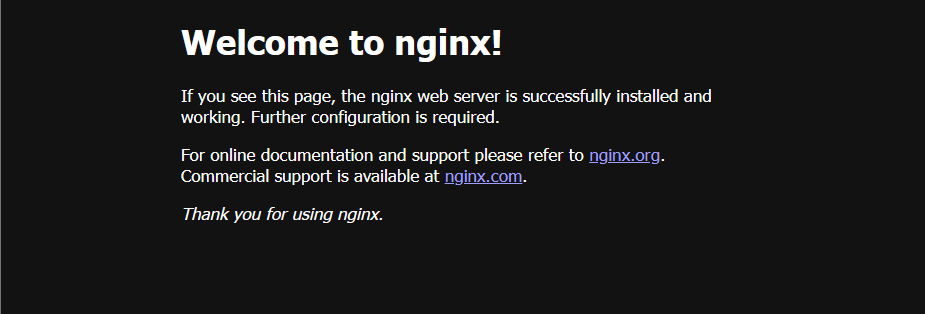 Welcome to nginx!
If you see this page, the nginx web server is successfully installed and
working. Further configuration is required.
For online documentation and support please refer to nginx.org.
Commercial support is available at nginx.com.
Thank you for using nginx.